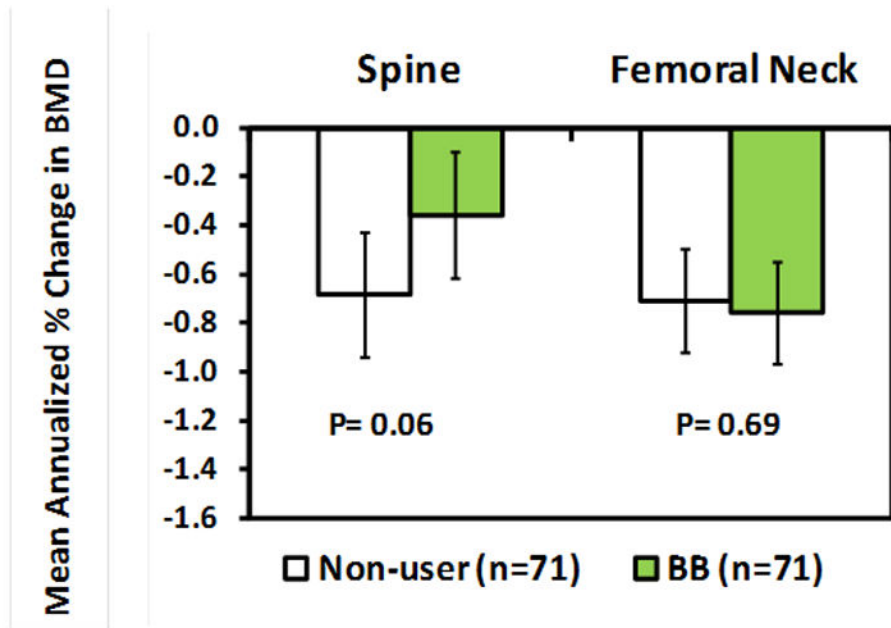 Mean Annualized % Change in BMD
Spine
Femoral Neck
0.0
-0.2
-0.4
-0.6
-0.8
-1.0
-1.2
-1.4
-1.6
P= 0.06
P= 0.69
Non-user (n=71)
BB (n=71)